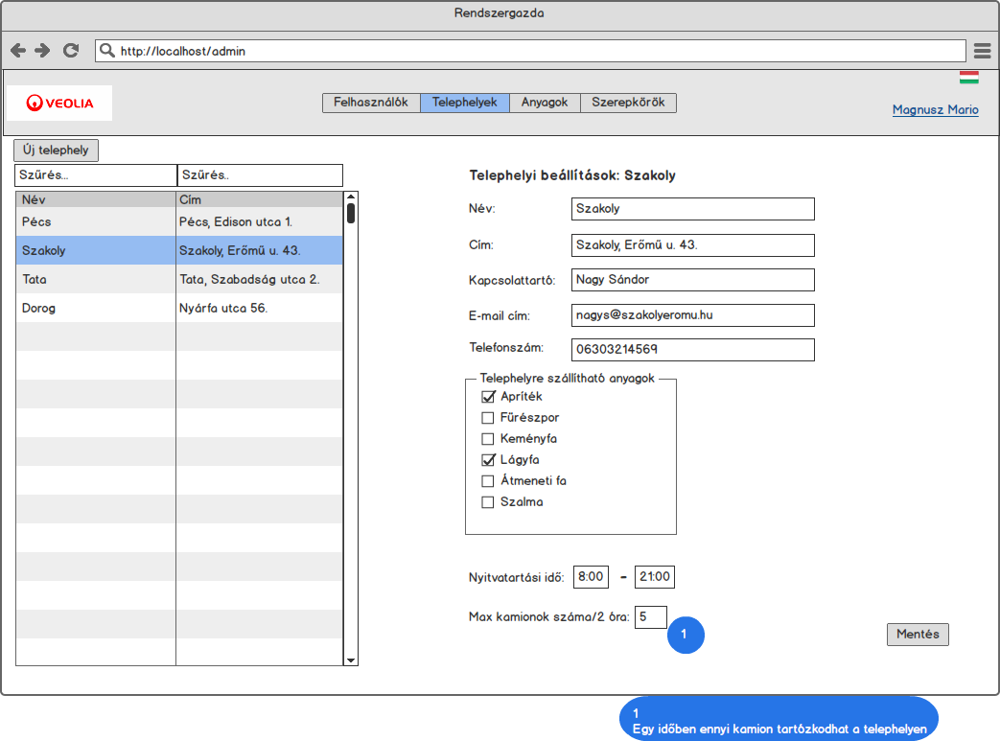 Rendszergazda
http://localhost/admin
VEOLIA
Felhasználók Telephelyek Anyagok Szerepkörök
Magnusz Mario
Új telephely
Szűrés... Szűrés..
Név Cím
Pécs Pécs, Edison utca 1.
Szakoly Szakoly, Erőmű u. 43.
Tata Tata, Szabadság utca 2.
Dorog Nyárfa utca 56.
Telephelyi beállítások: Szakoly
Név: Szakoly
Cím: Szakoly, Erőmű u. 43.
Kapcsolattartó: Nagy Sándor
E-mail cím: nagys@szakolyeromu.hu
Telefonszám: 06303214569
Telephelyre szállítható anyagok
Apríték
Fűrészpor
Keményfa
Lágyfa
Átmeneti fa
Szalma
Nyitvatartási idő: 8:00 - 21:00
Max kamionok száma/2 óra: 5
1
Mentés
1
Egy időben ennyi kamion tartózkodhat a telephelyen